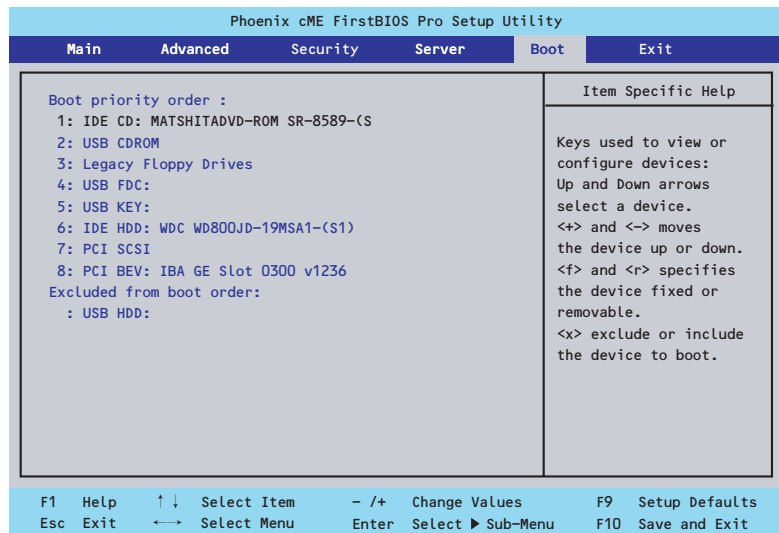 Phoenix cME FirstBIOS Pro Setup Utility
Main Advanced Security Server Boot Exit
Boot priority order :
1: IDE CD: MATSHITADVD-ROM SR-8589-(S
2: USB CDROM
3: Legacy Floppy Drives
4: USB FDC:
5: USB KEY:
6: IDE HDD: WDC WD800JD-19MSA1-(S1)
7: PCI SCSI
8: PCI BEV: IBA GE Slot 0300 v1236
Excluded from boot order:
: USB HDD:
Item Specific Help
Keys used to view or
configure devices:
Up and Down arrows
select a device.
<+> and <-> moves
the device up or down.
<f> and <r> specifies
the device fixed or
removable.
<x> exclude or include
the device to boot.
F1 Help ↑↓ Select Item - /+ Change Values F9 Setup Defaults
Esc Exit ←→ Select Menu Enter Select ▶ Sub-Menu F10 Save and Exit